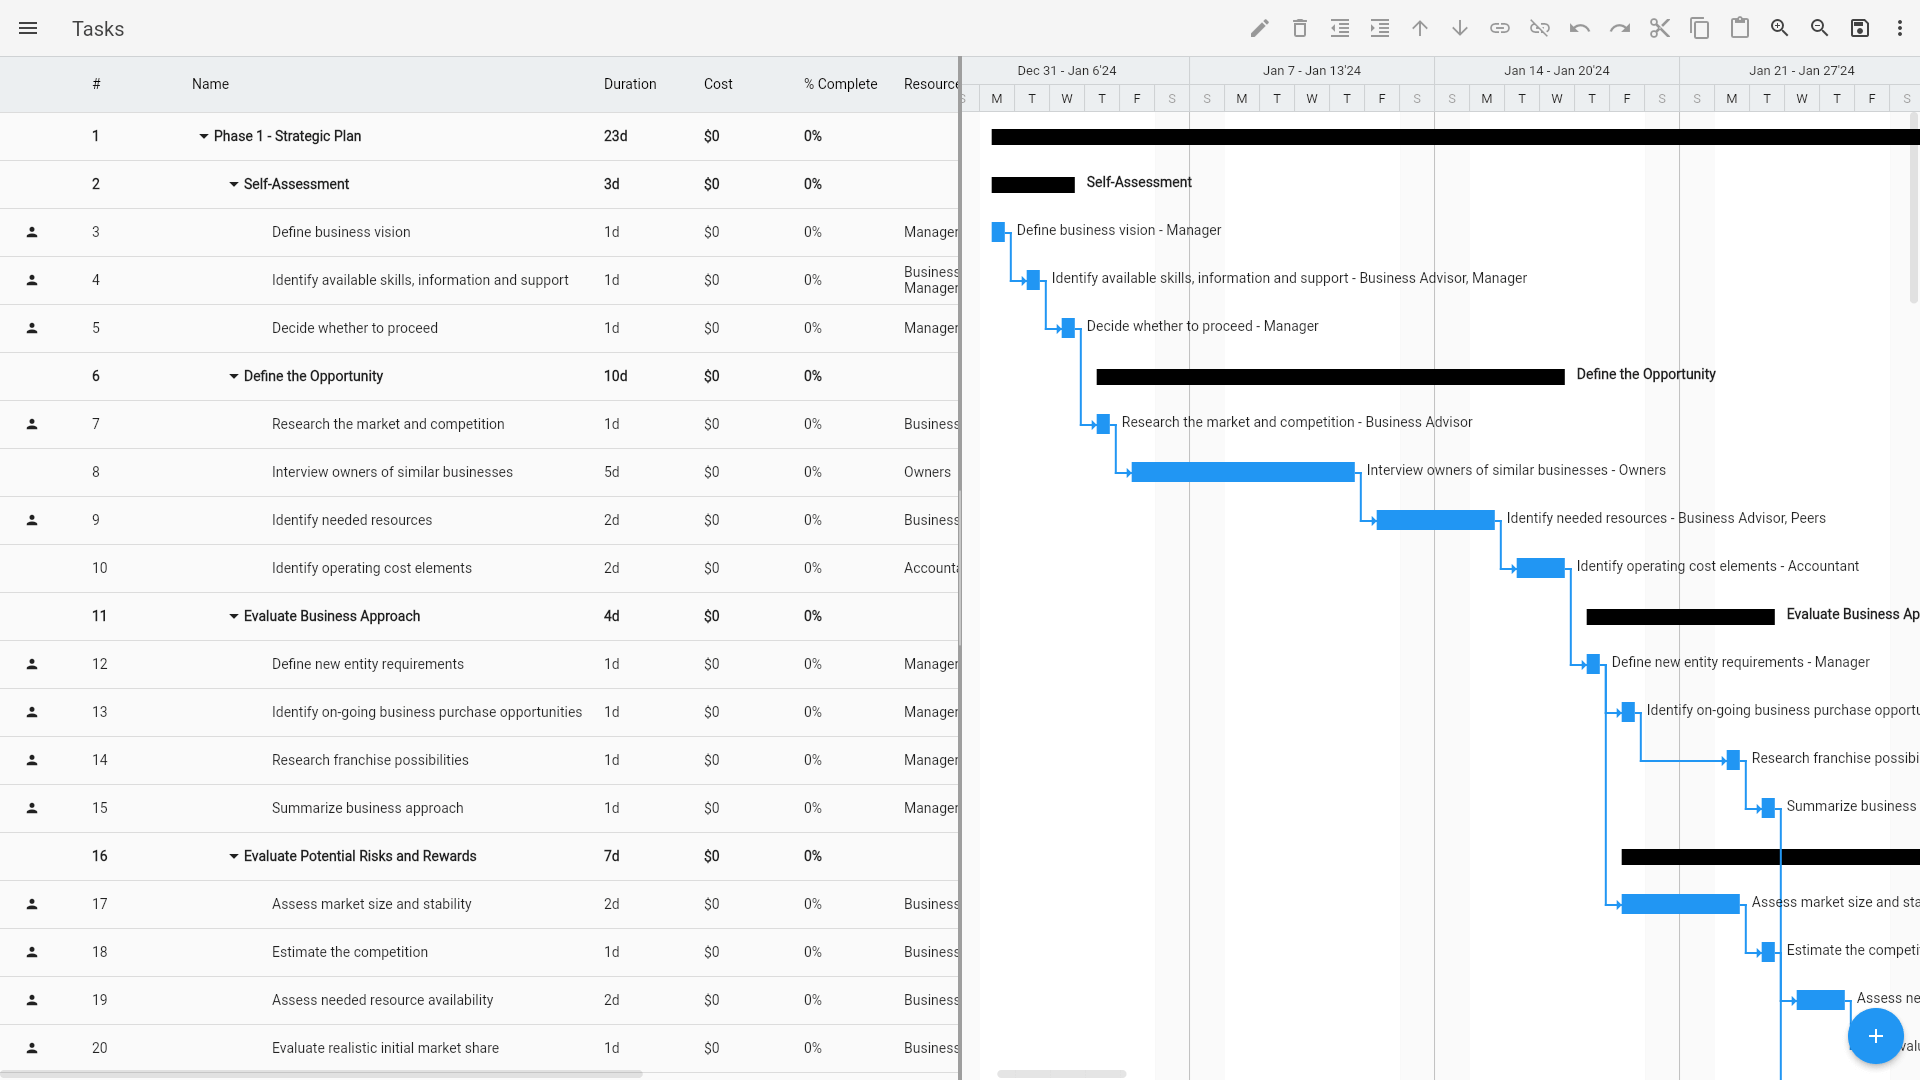 Tasks
# Name Duration Cost % Complete Resource
1 Phase 1 - Strategic Plan 23d $0 0%
2 Self-Assessment 3d $0 0%
3 Define business vision 1d $0 0% Manager
4 Identify available skills, information and support 1d $0 0% Business
Manager
5 Decide whether to proceed 1d $0 0% Manager
6 Define the Opportunity 10d $0 0%
7 Research the market and competition 1d $0 0% Business
8 Interview owners of similar businesses 5d $0 0% Owners
9 Identify needed resources 2d $0 0% Business
10 Identify operating cost elements 2d $0 0% Accounta
11 Evaluate Business Approach 4d $0 0%
12 Define new entity requirements 1d $0 0% Manager
13 Identify on-going business purchase opportunities 1d $0 0% Manager
14 Research franchise possibilities 1d $0 0% Manager
15 Summarize business approach 1d $0 0% Manager
16 Evaluate Potential Risks and Rewards 7d $0 0%
17 Assess market size and stability 2d $0 0% Business
18 Estimate the competition 1d $0 0% Business
19 Assess needed resource availability 2d $0 0% Business
20 Evaluate realistic initial market share 1d $0 0% Business
Dec 31 - Jan 6'24 Jan 7 - Jan 13'24 Jan 14 - Jan 20'24 Jan 21 - Jan 27'24
S M T W T F S S M T W T F S S M T W T F S S M T W T F S
Self-Assessment
Define business vision - Manager
Identify available skills, information and support - Business Advisor, Manager
Decide whether to proceed - Manager
Define the Opportunity
Research the market and competition - Business Advisor
Interview owners of similar businesses - Owners
Identify needed resources - Business Advisor, Peers
Identify operating cost elements - Accountant
Evaluate Business Ap
Define new entity requirements - Manager
Identify on-going business purchase opportu
Research franchise possibi
Summarize business
Assess market size and sta
Estimate the competi
Assess ne